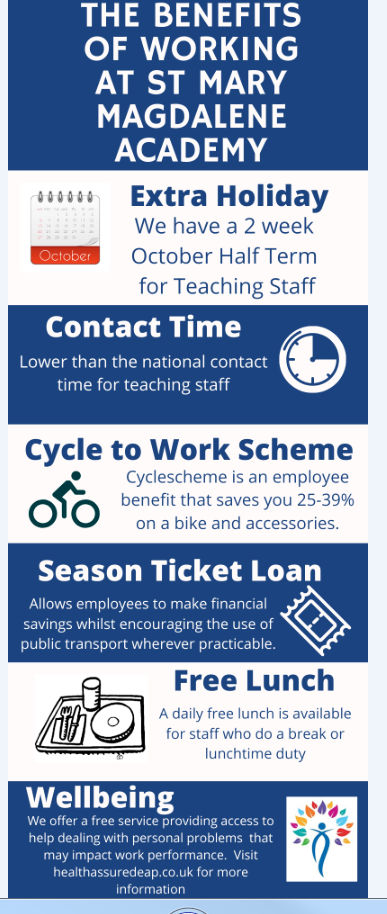 THE BENEFITS
OF WORKING
AT ST MARY
MAGDALENE
ACADEMY
October
Extra Holiday
We have a 2 week
October Half Term
for Teaching Staff
Contact Time
Lower than the national contact
time for teaching staff
Cycle to Work Scheme
Cyclescheme is an employee
benefit that saves you 25-39%
on a bike and accessories.
Season Ticket Loan
Allows employees to make financial
savings whilst encouraging the use of
public transport wherever practicable.
Free Lunch
A daily free lunch is available
for staff who do a break or
lunchtime duty
Wellbeing
We offer a free service providing access to
help dealing with personal problems that
may impact work performance. Visit
healthassuredeap.co.uk for more
information